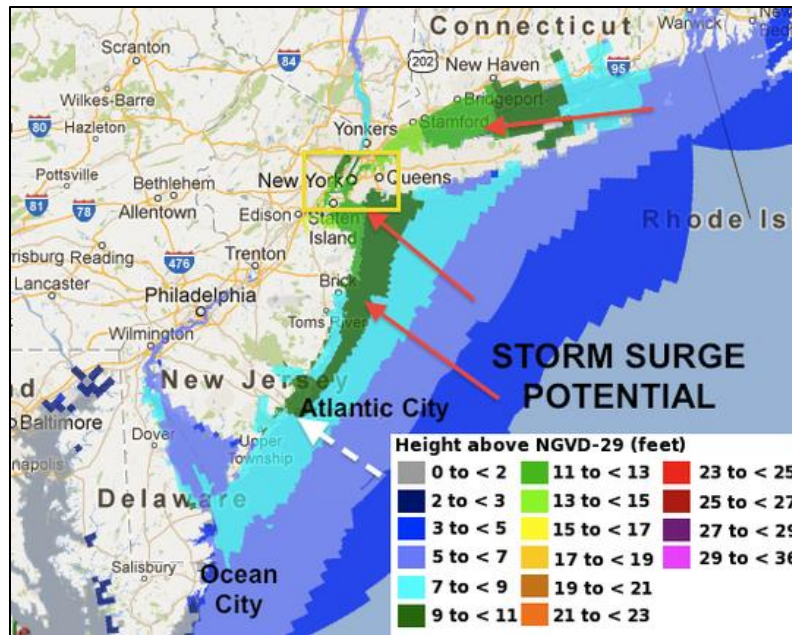 Connecticut
Warwick
Scranton
84
202
New Haven
95
Wilkes-Barre
Bridgeport
80
Hazleton
Stamford
Yonkers
Pottsville
New York
Queens
Bethlehem
81
78
Allentown
Edison
Staten
Island
Rhode Is
risburg
Reading
476
Trenton
Lancaster
Brick
Philadelphia
Toms River
Wilmington
STORM SURGE
POTENTIAL
New Jersey
Atlantic City
nd
Baltimore
Dover
Upper
Township
napolis
Delaware
Salisbury
Ocean
City
Height above NGVD-29 (feet)
0 to < 2
11 to < 13
23 to < 25
2 to < 3
13 to < 15
25 to < 27
3 to < 5
15 to < 17
27 to < 29
5 to < 7
17 to < 19
29 to < 36
7 to < 9
19 to < 21
9 to < 11
21 to < 23